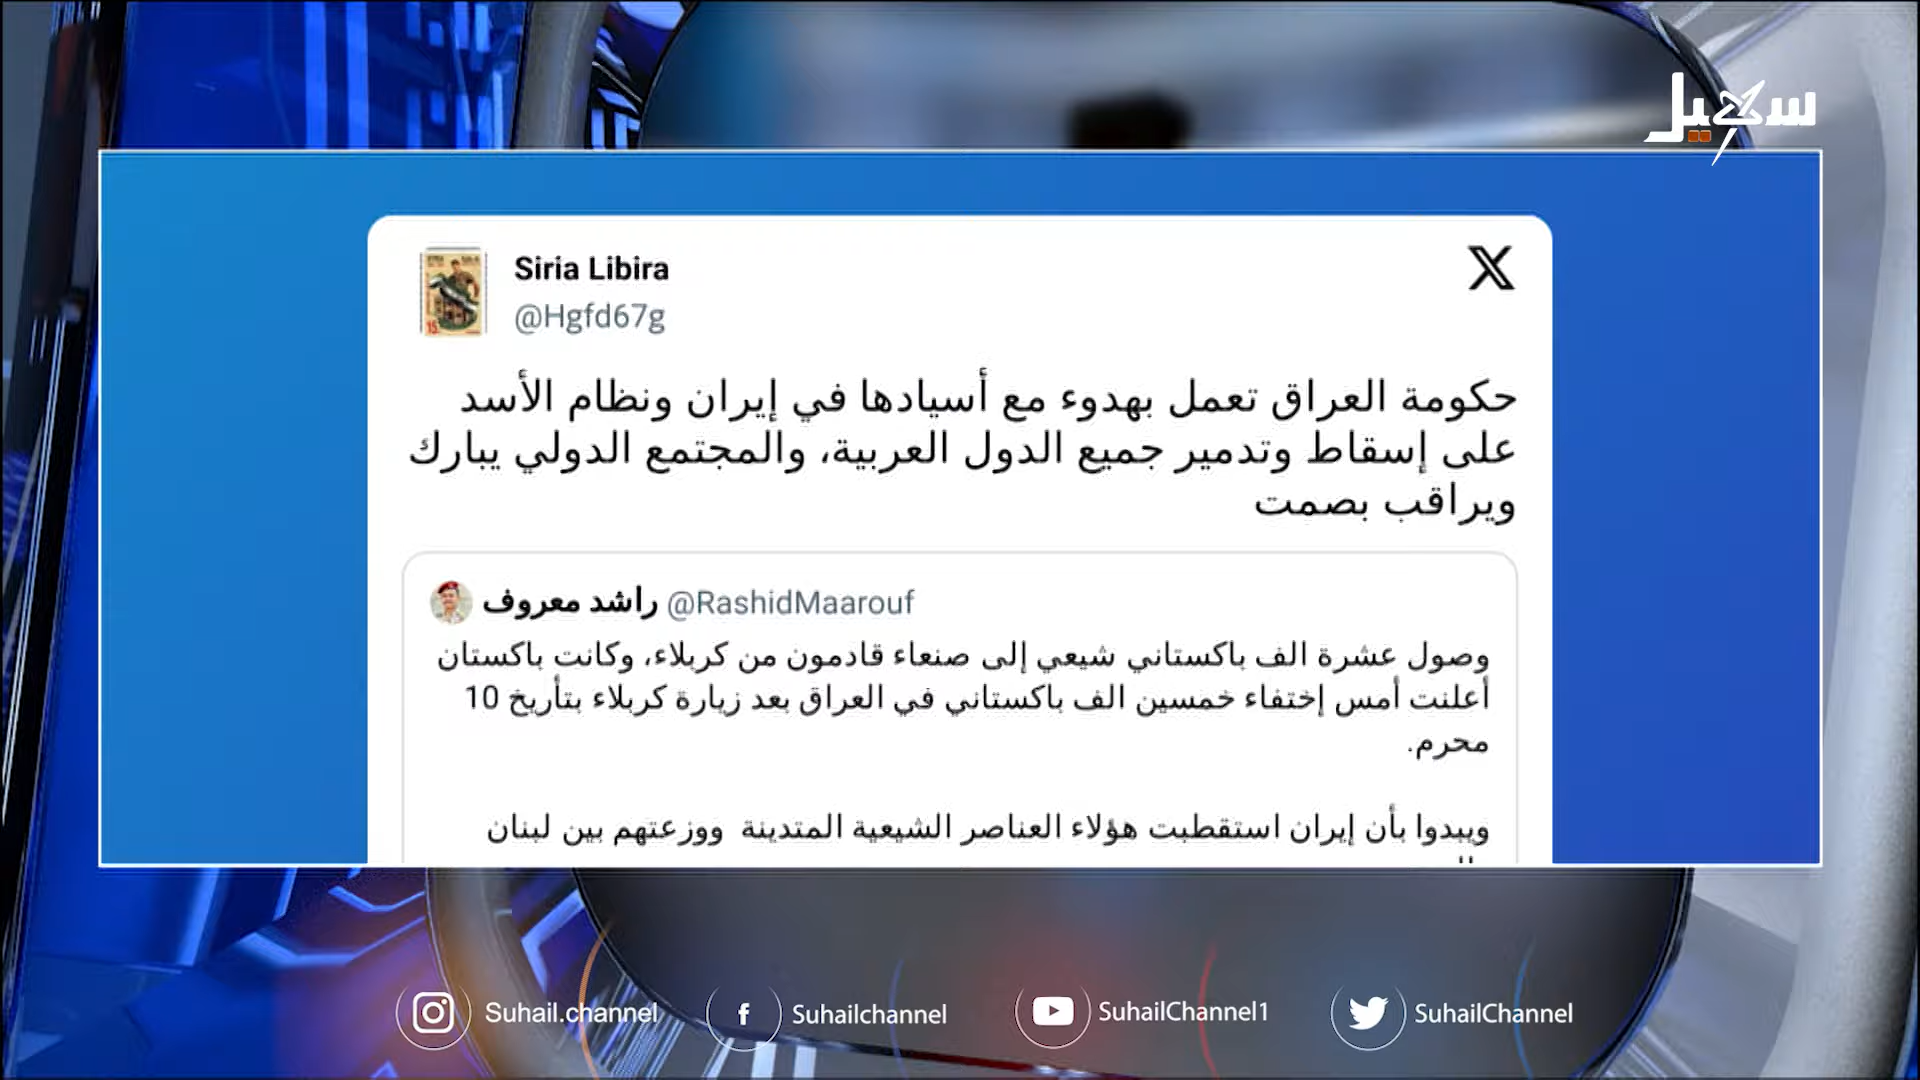 سهيل
Siria Libira
@Hgfd67g
حكومة العراق تعمل بهدوء مع أسيادها في إيران ونظام الأسد
على إسقاط وتدمير جميع الدول العربية، والمجتمع الدولي يبارك
ويراقب بصمت
راشد معروف @RashidMaarouf
وصول عشرة الف باكستاني شيعي إلى صنعاء قادمون من كربلاء، وكانت باكستان
أعلنت أمس إختفاء خمسين الف باكستاني في العراق بعد زيارة كربلاء بتأريخ 10
محرم.
ويبدوا بأن إيران استقطبت هؤلاء العناصر الشيعية المتدينة ووزعتهم بين لبنان
Suhail.channel
Suhailchannel
SuhailChannel1
SuhailChannel